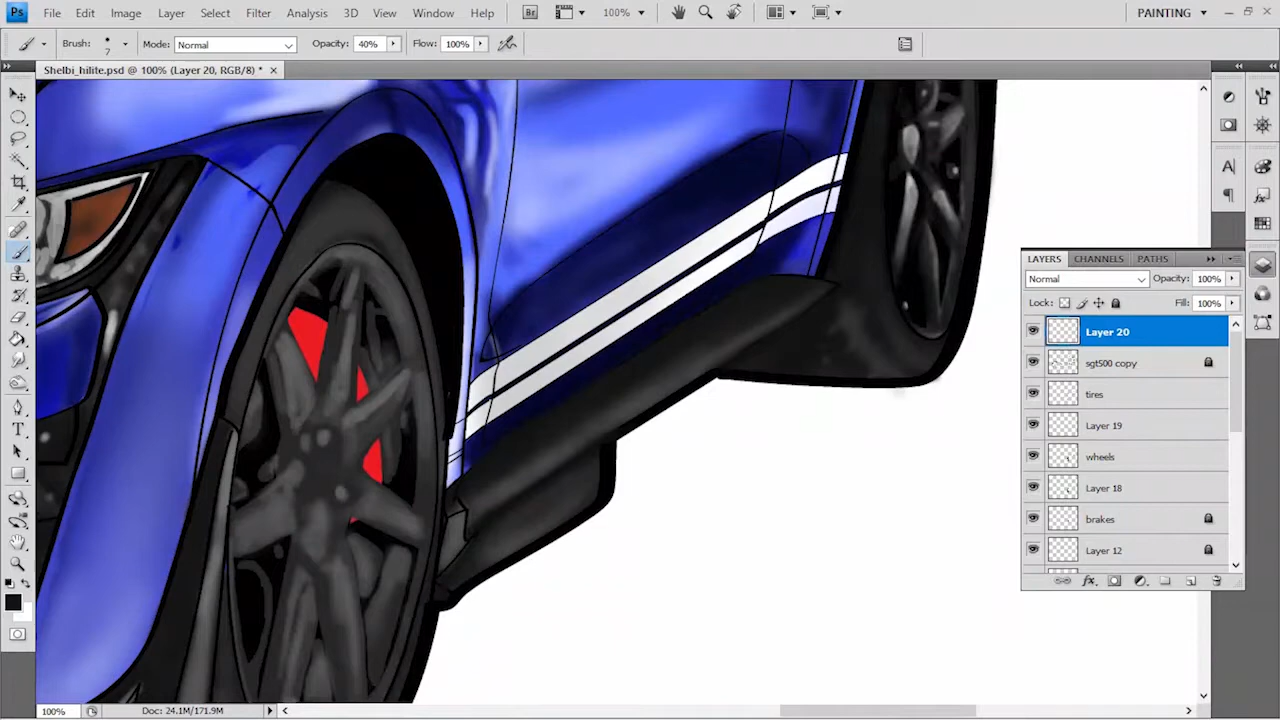 Ps File Edit Image Layer Select Filter Analysis 3D View Window Help Br 100% PAINTING
Brush: 7 Mode: Normal Opacity: 40% Flow: 100%
Shelbi_hilite.psd @ 100% (Layer 20, RGB/8) *
LAYERS CHANNELS PATHS
Normal Opacity: 100%
Lock: Fill: 100%
Layer 20
sgt500 copy
tires
Layer 19
wheels
Layer 18
brakes
Layer 12
100% Doc: 24.1M/171.9M